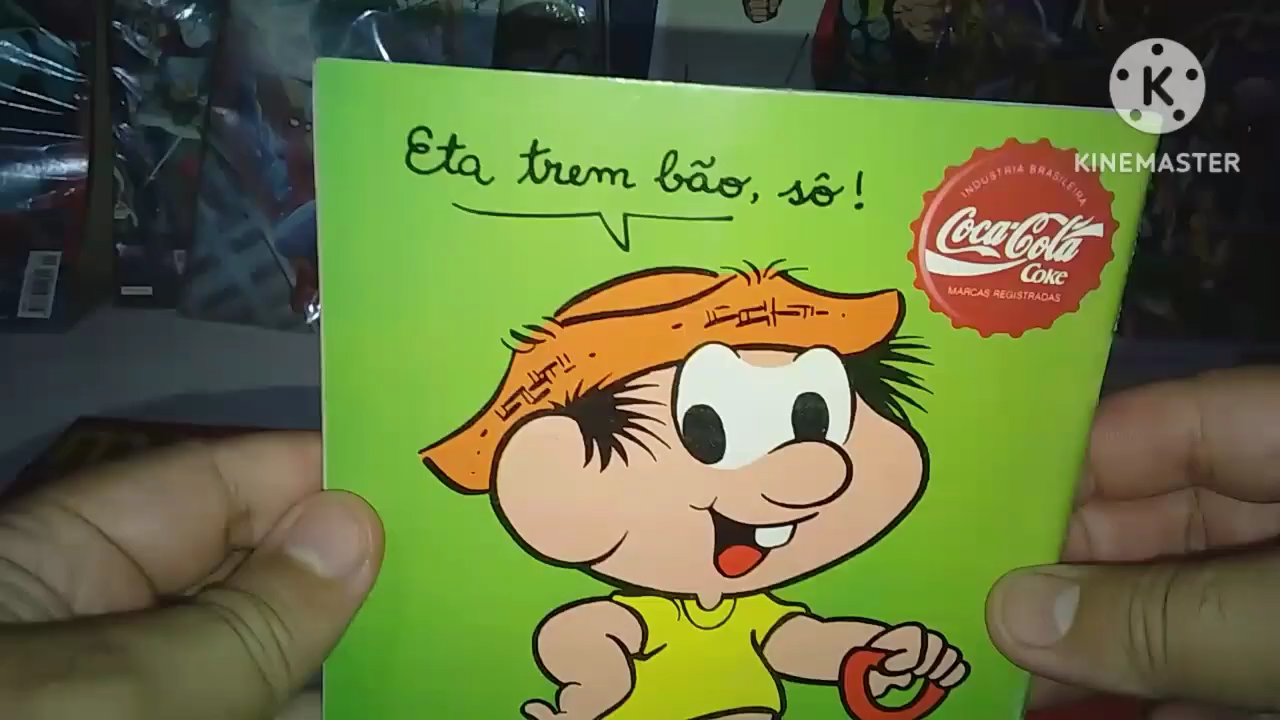 Eta trem bão, sô!
INDUSTRIA BRASILEIRA
Coca-Cola
COKE
MARCAS REGISTRADAS
K
KINEMASTER